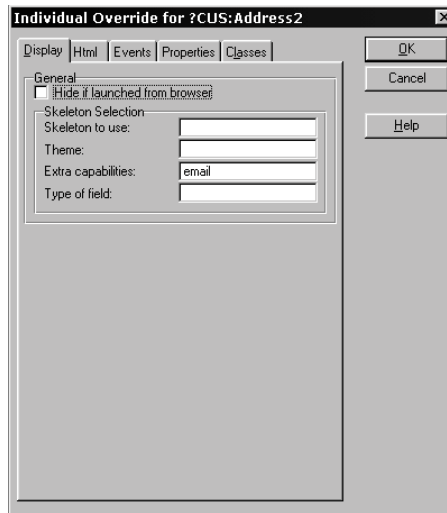 Individual Override for ?CUS:Address2
Display Html Events Properties Classes
OK
Cancel
Help
General
Hide if launched from browser
Skeleton Selection
Skeleton to use:
Theme:
Extra capabilities: email
Type of field: